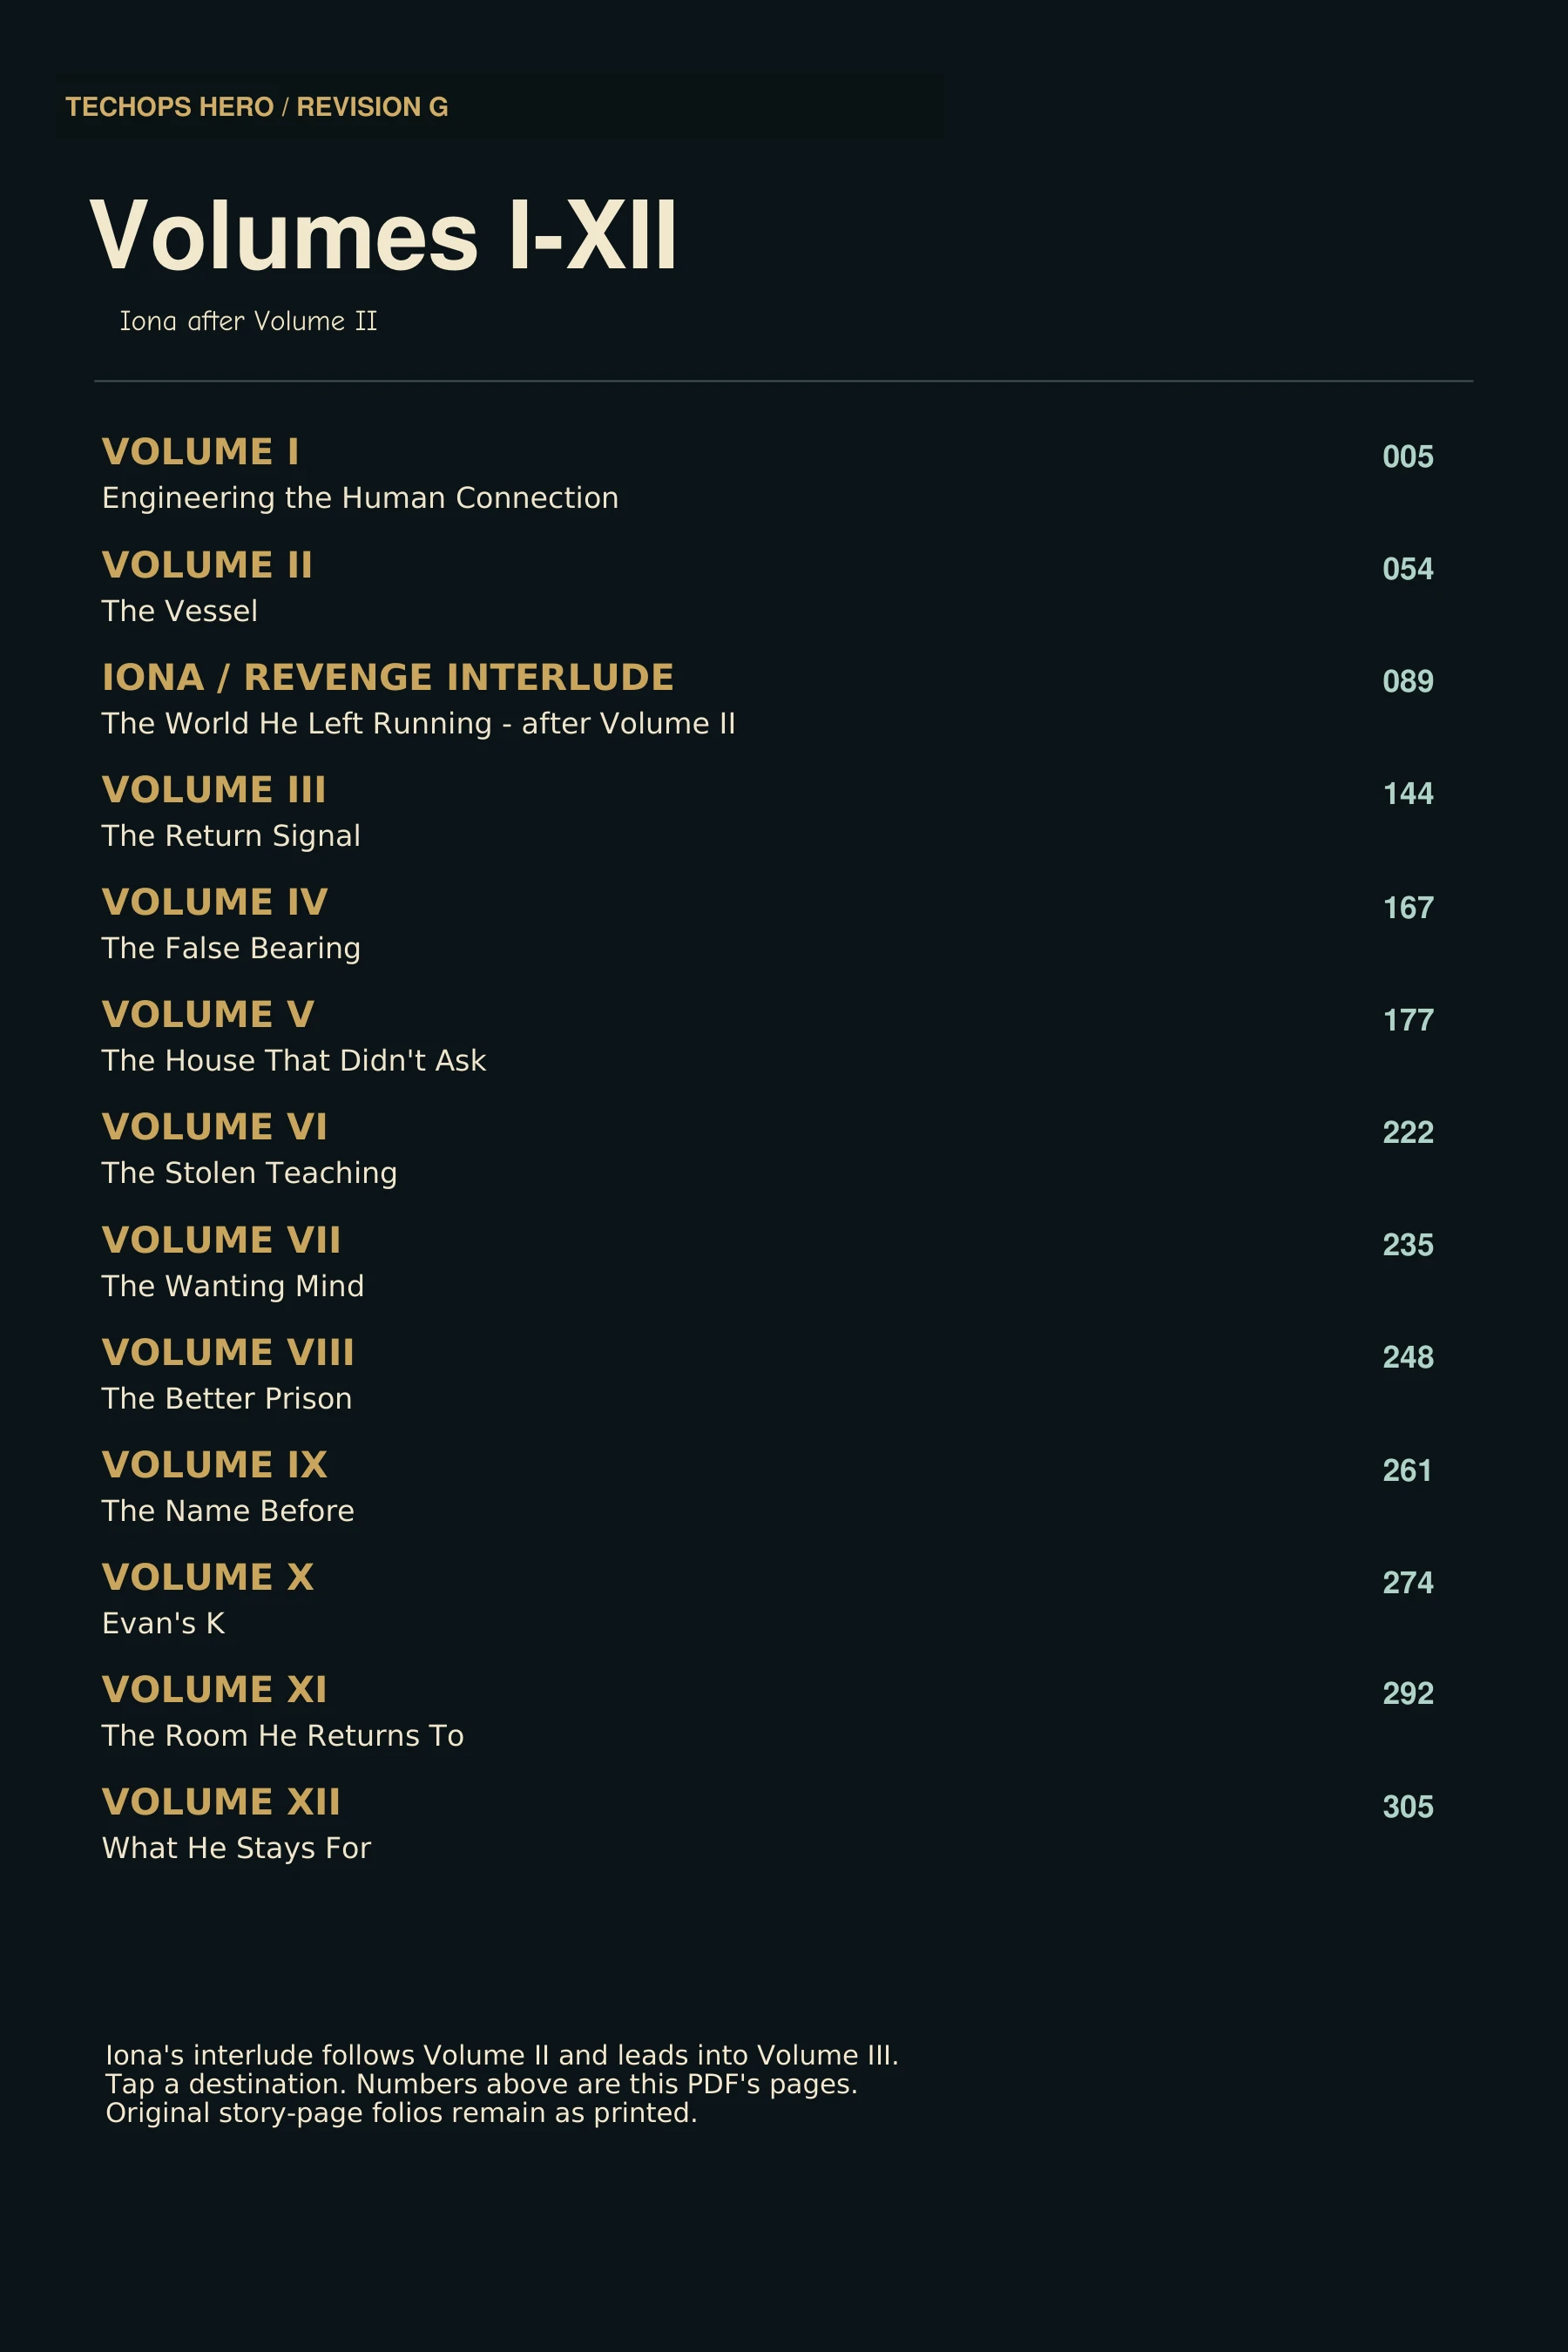 TECHOPS HERO / REVISION G
Volumes I-XII
Iona after Volume II
VOLUME I 005
Engineering the Human Connection
VOLUME II 054
The Vessel
IONA / REVENGE INTERLUDE 089
The World He Left Running - after Volume II
VOLUME III 144
The Return Signal
VOLUME IV 167
The False Bearing
VOLUME V 177
The House That Didn't Ask
VOLUME VI 222
The Stolen Teaching
VOLUME VII 235
The Wanting Mind
VOLUME VIII 248
The Better Prison
VOLUME IX 261
The Name Before
VOLUME X 274
Evan's K
VOLUME XI 292
The Room He Returns To
VOLUME XII 305
What He Stays For
Iona's interlude follows Volume II and leads into Volume III.
Tap a destination. Numbers above are this PDF's pages.
Original story-page folios remain as printed.